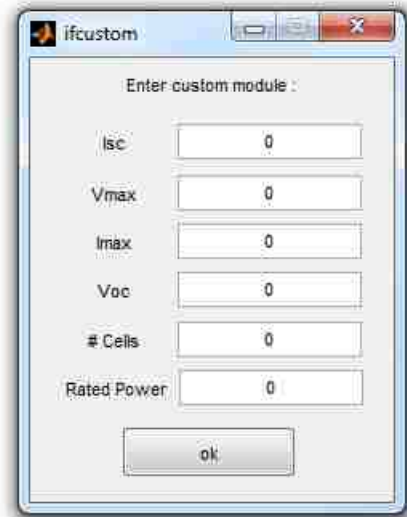 ifcustom
Enter custom module :
Isc 0
Vmax 0
Imax 0
Voc 0
# Cells 0
Rated Power 0
ok